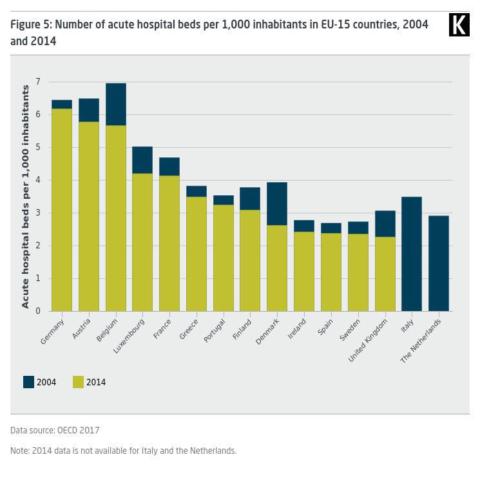 Figure 5: Number of acute hospital beds per 1,000 inhabitants in EU-15 countries, 2004
and 2014
K
Acute hospital beds per 1,000 inhabitants
7
6
5
4
3
2
1
0
Germany
Austria
Belgium
Luxembourg
France
Greece
Portugal
Finland
Denmark
Ireland
Spain
Sweden
United Kingdom
Italy
The Netherlands
2004
2014
Data source: OECD 2017
Note: 2014 data is not available for Italy and the Netherlands.